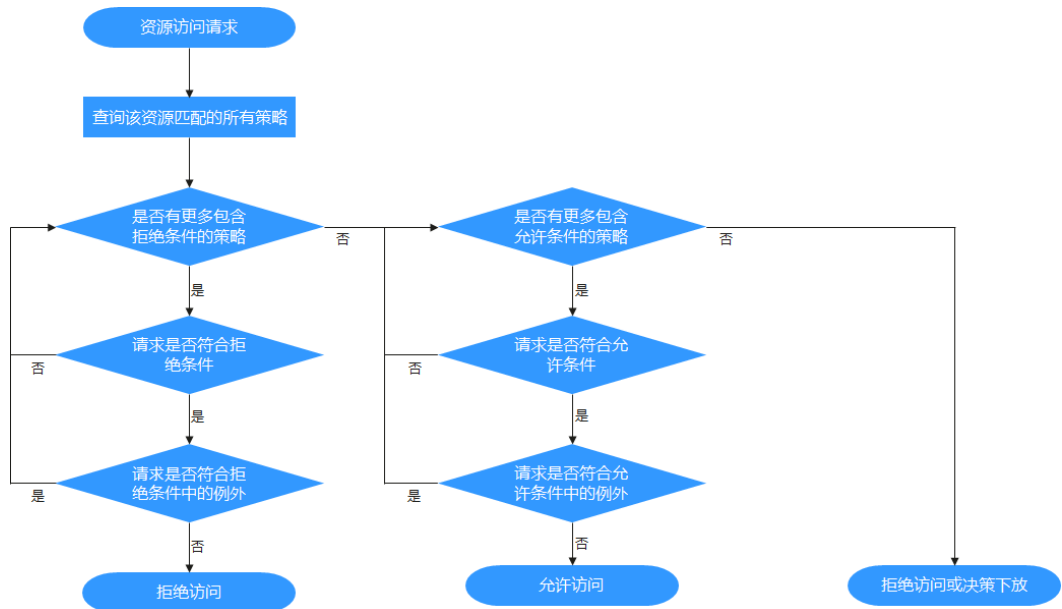 资源访问请求
查询该资源匹配的所有策略
是否有更多包含
拒绝条件的策略
否
是否有更多包含
允许条件的策略
否
是
是
请求是否符合拒
绝条件
否
请求是否符合允
许条件
否
是
是
请求是否符合拒
绝条件中的例外
是
请求是否符合允
许条件中的例外
是
否
否
拒绝访问
允许访问
拒绝访问或决策下放